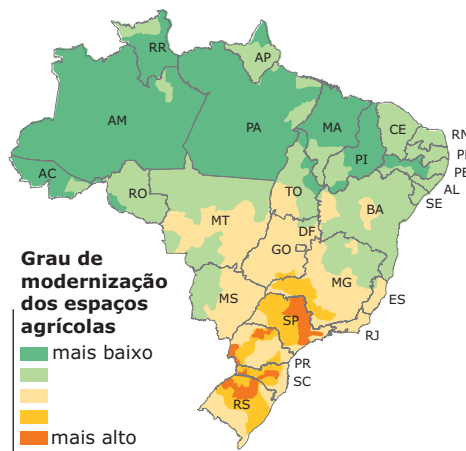 RR
AP
AM
PA
MA
CE
RN
PI
PB
PE
AC
AL
SE
RO
TO
MT
BA
DF
GO
MG
MS
ES
SP
RJ
PR
SC
RS
Grau de
modernização
dos espaços
agrícolas
mais baixo
mais alto